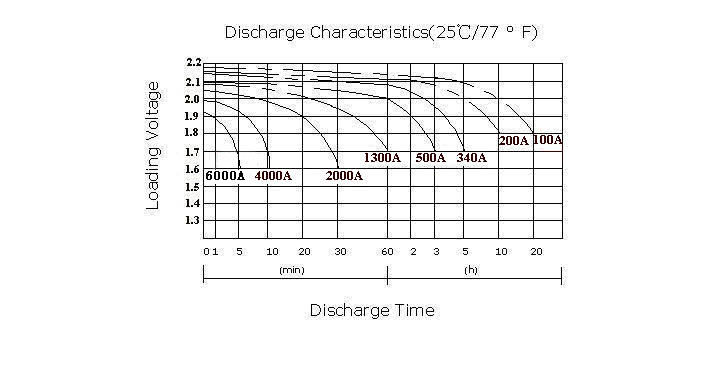 Discharge Characteristics(25℃/77 ° F)
Loading Voltage
2.2
2.1
2.0
1.9
1.8
1.7
1.6
1.5
1.4
1.3
200A 100A
1300A 500A 340A
6000A 4000A 2000A
0 1 5 10 20 30 60 2 3 5 10 20
(min) (h)
Discharge Time